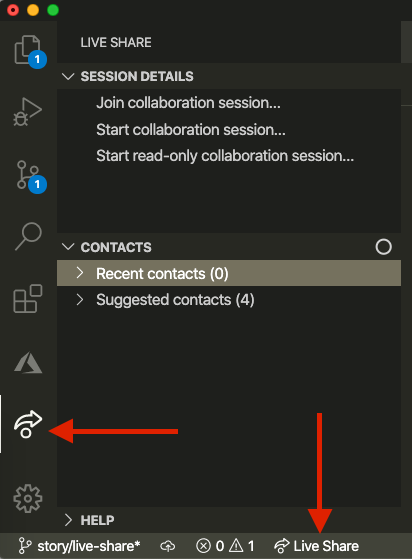 LIVE SHARE
1
SESSION DETAILS
Join collaboration session...
Start collaboration session...
Start read-only collaboration session...
1
CONTACTS
Recent contacts (0)
Suggested contacts (4)
HELP
story/live-share* 0 1 Live Share